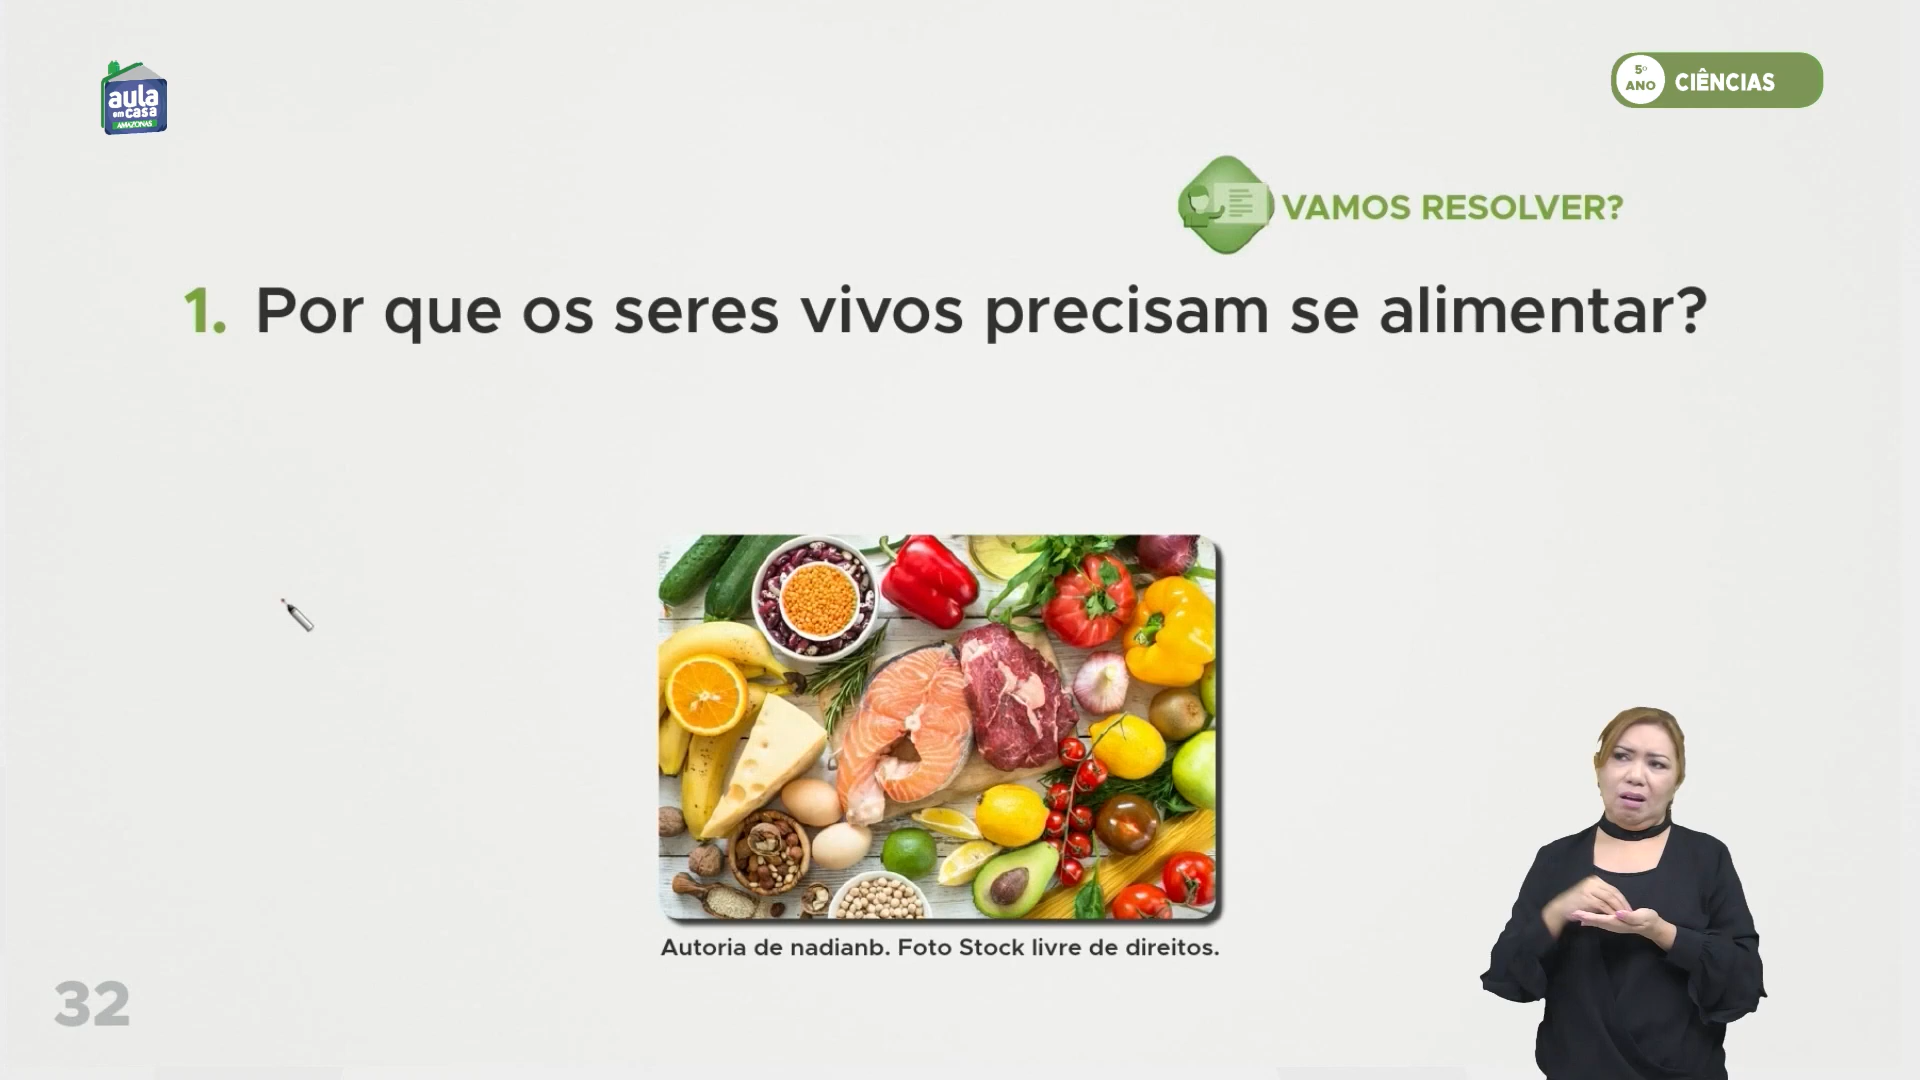 aula
em casa
AMAZONAS
5º
ANO
CIÊNCIAS
VAMOS RESOLVER?
1. Por que os seres vivos precisam se alimentar?
Autoria de nadianb. Foto Stock livre de direitos.
32